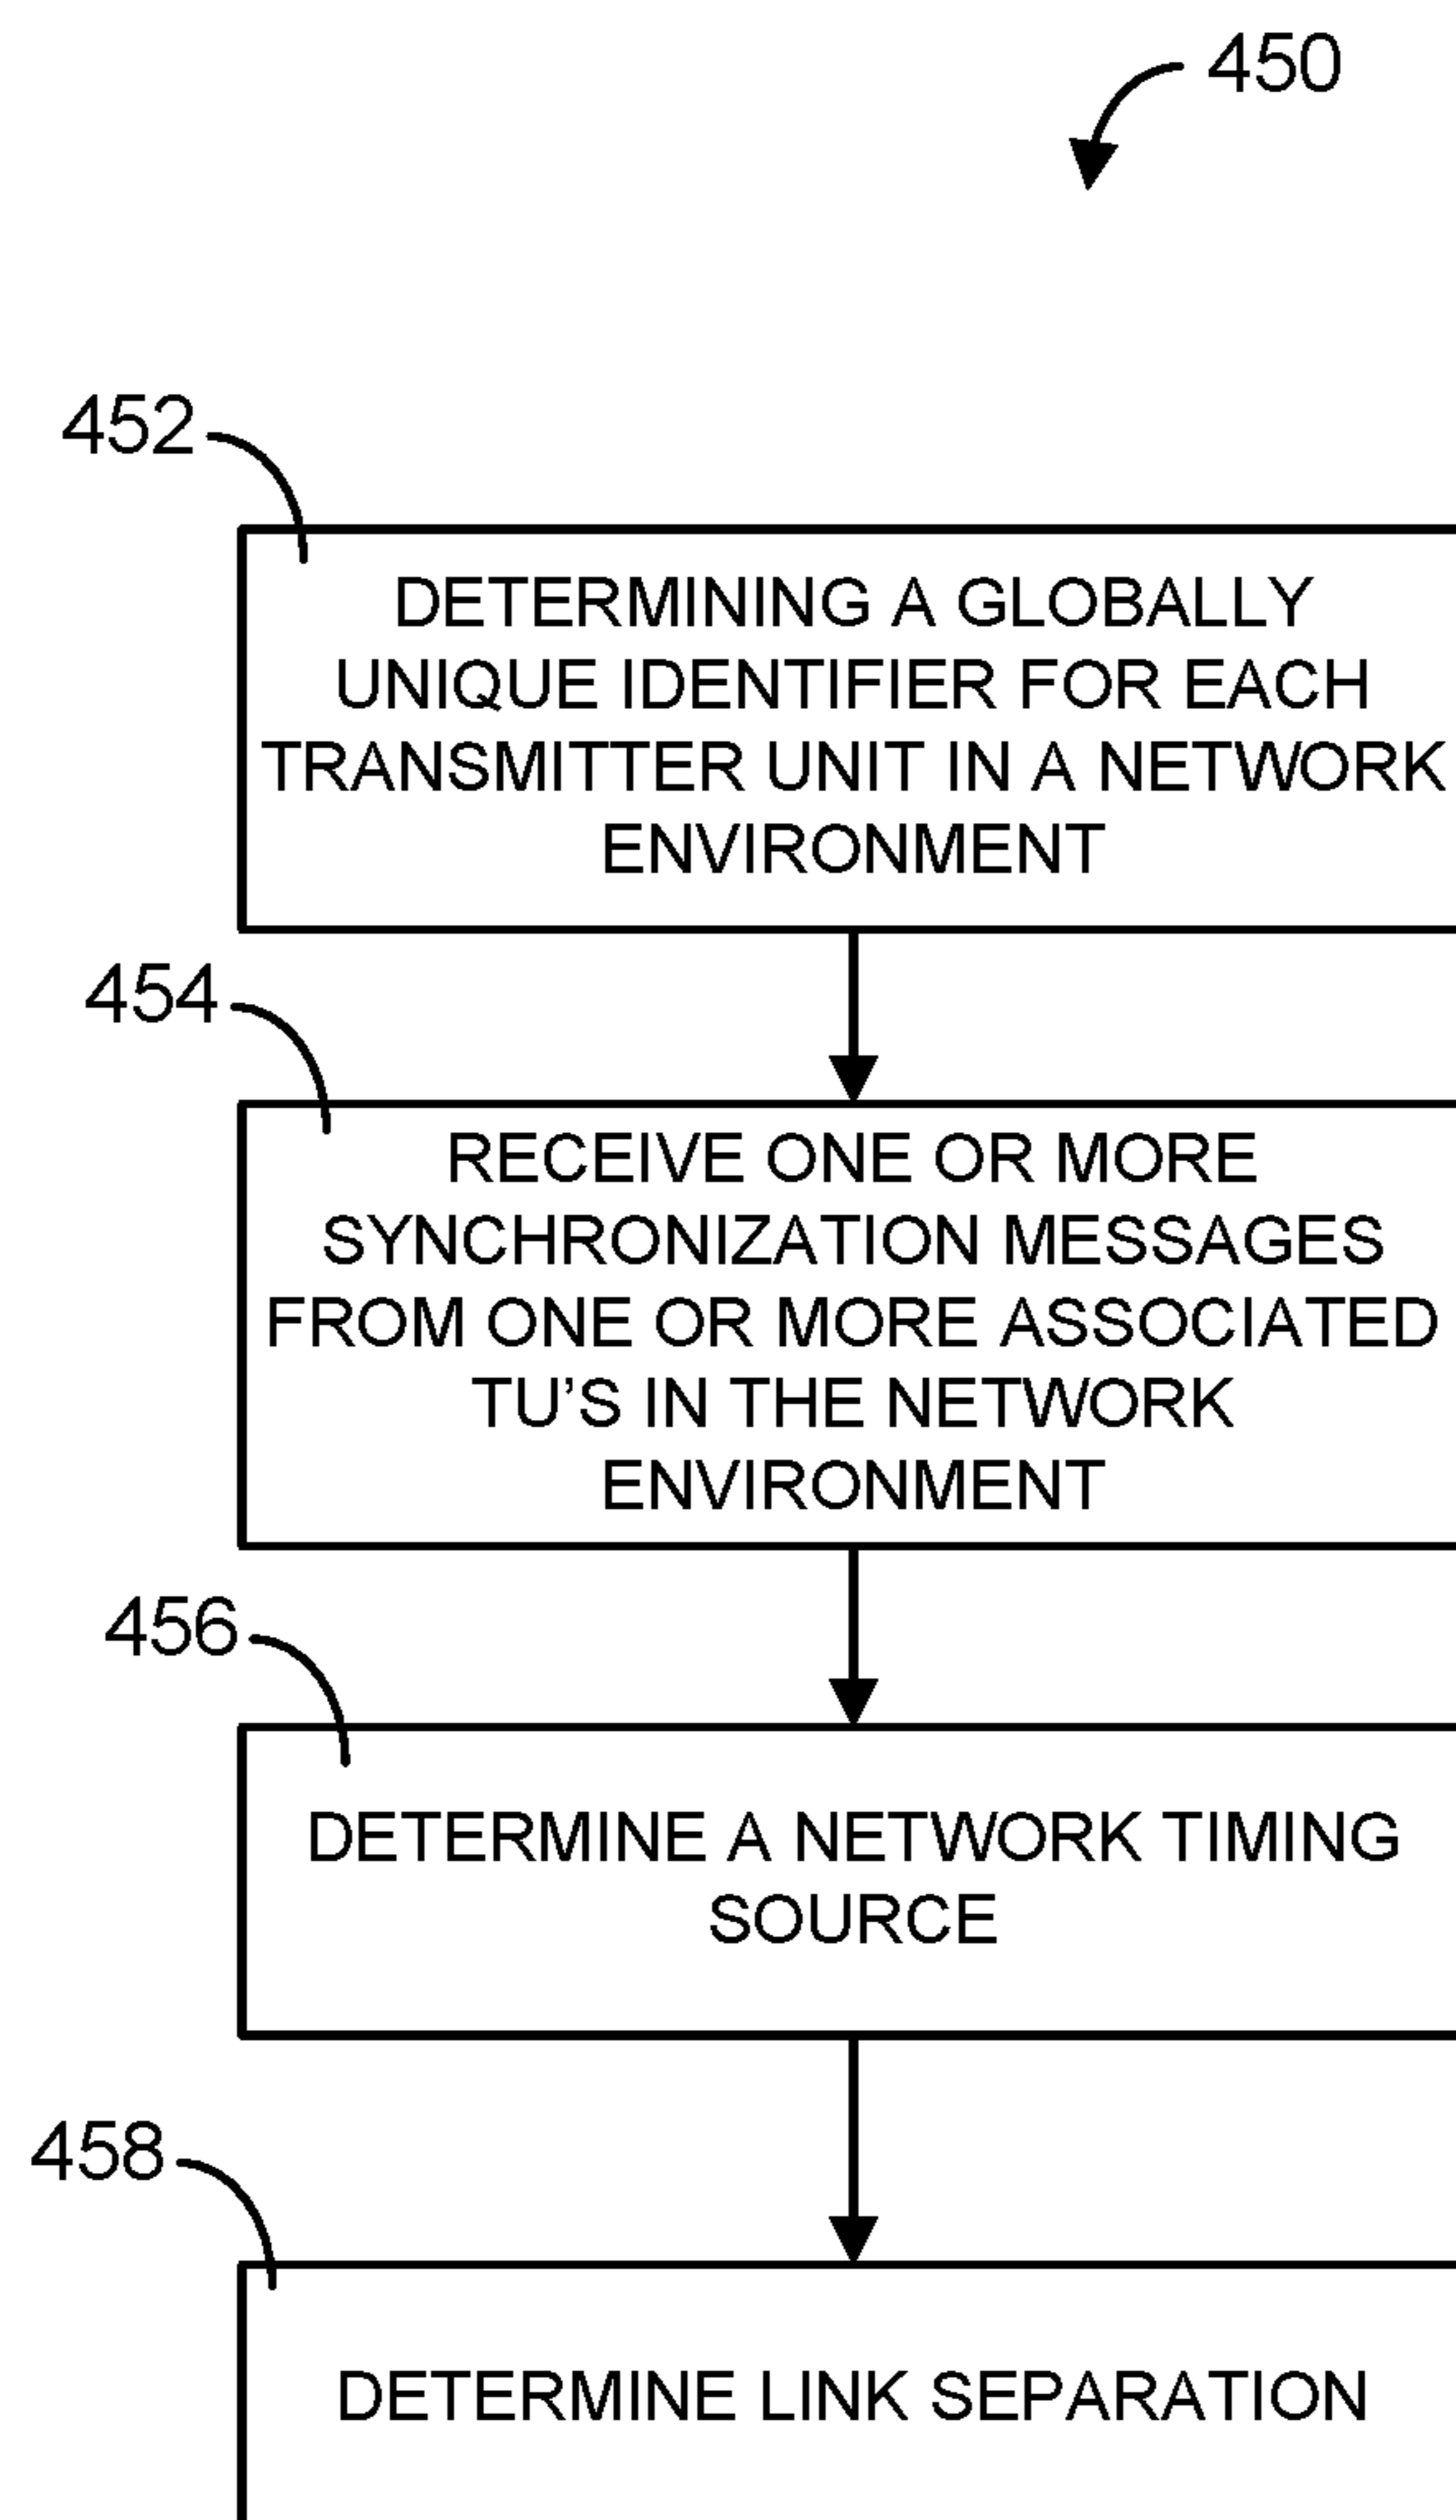 450
452
DETERMINING A GLOBALLY
UNIQUE IDENTIFIER FOR EACH
TRANSMITTER UNIT IN A NETWORK
ENVIRONMENT
454
RECEIVE ONE OR MORE
SYNCHRONIZATION MESSAGES
FROM ONE OR MORE ASSOCIATED
TU'S IN THE NETWORK
ENVIRONMENT
456
DETERMINE A NETWORK TIMING
SOURCE
458
DETERMINE LINK SEPARATION